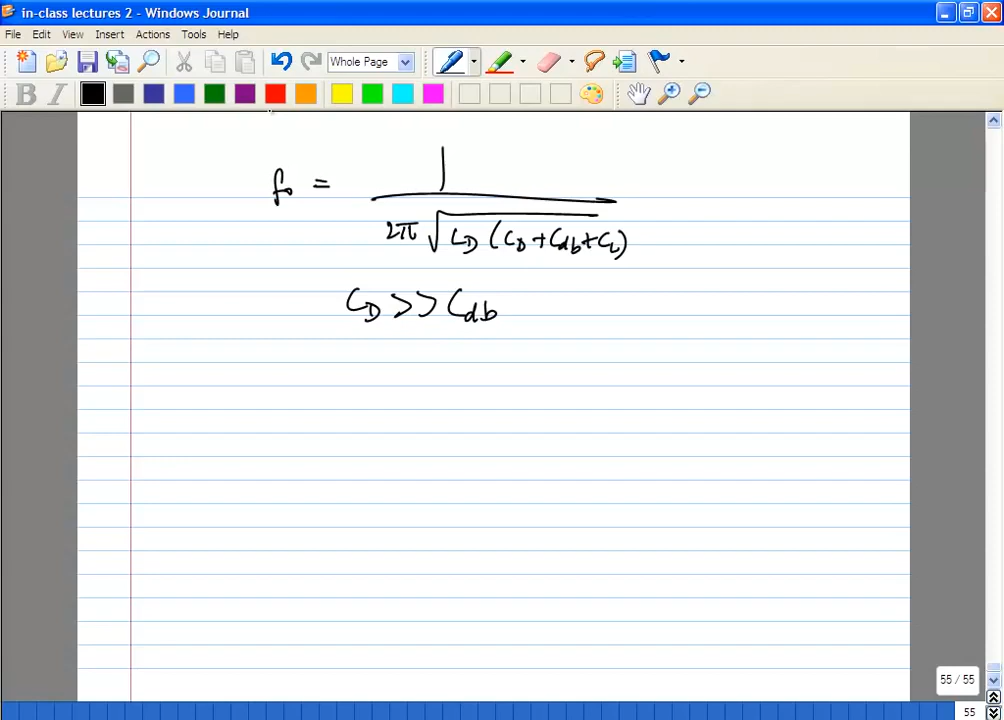 in-class lectures 2 - Windows Journal
File Edit View Insert Actions Tools Help
Whole Page
B I
f₀ = 1
2π √ L_D (C_D + C_db + C_L)
C_D >> C_db
55 / 55
55